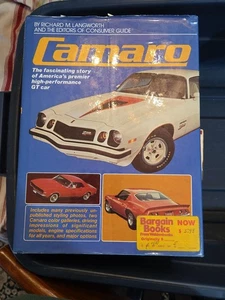 BY RICHARD M. LANGWORTH
AND THE EDITORS OF CONSUMER GUIDE
Camaro
The fascinating story
of America's premier
high-performance
GT car
Includes many previously un-
published styling photos, two
Camaro color galleries, driving
impressions of significant
models, engine specifications
for all years, and major options
Bargain
Books
NOW